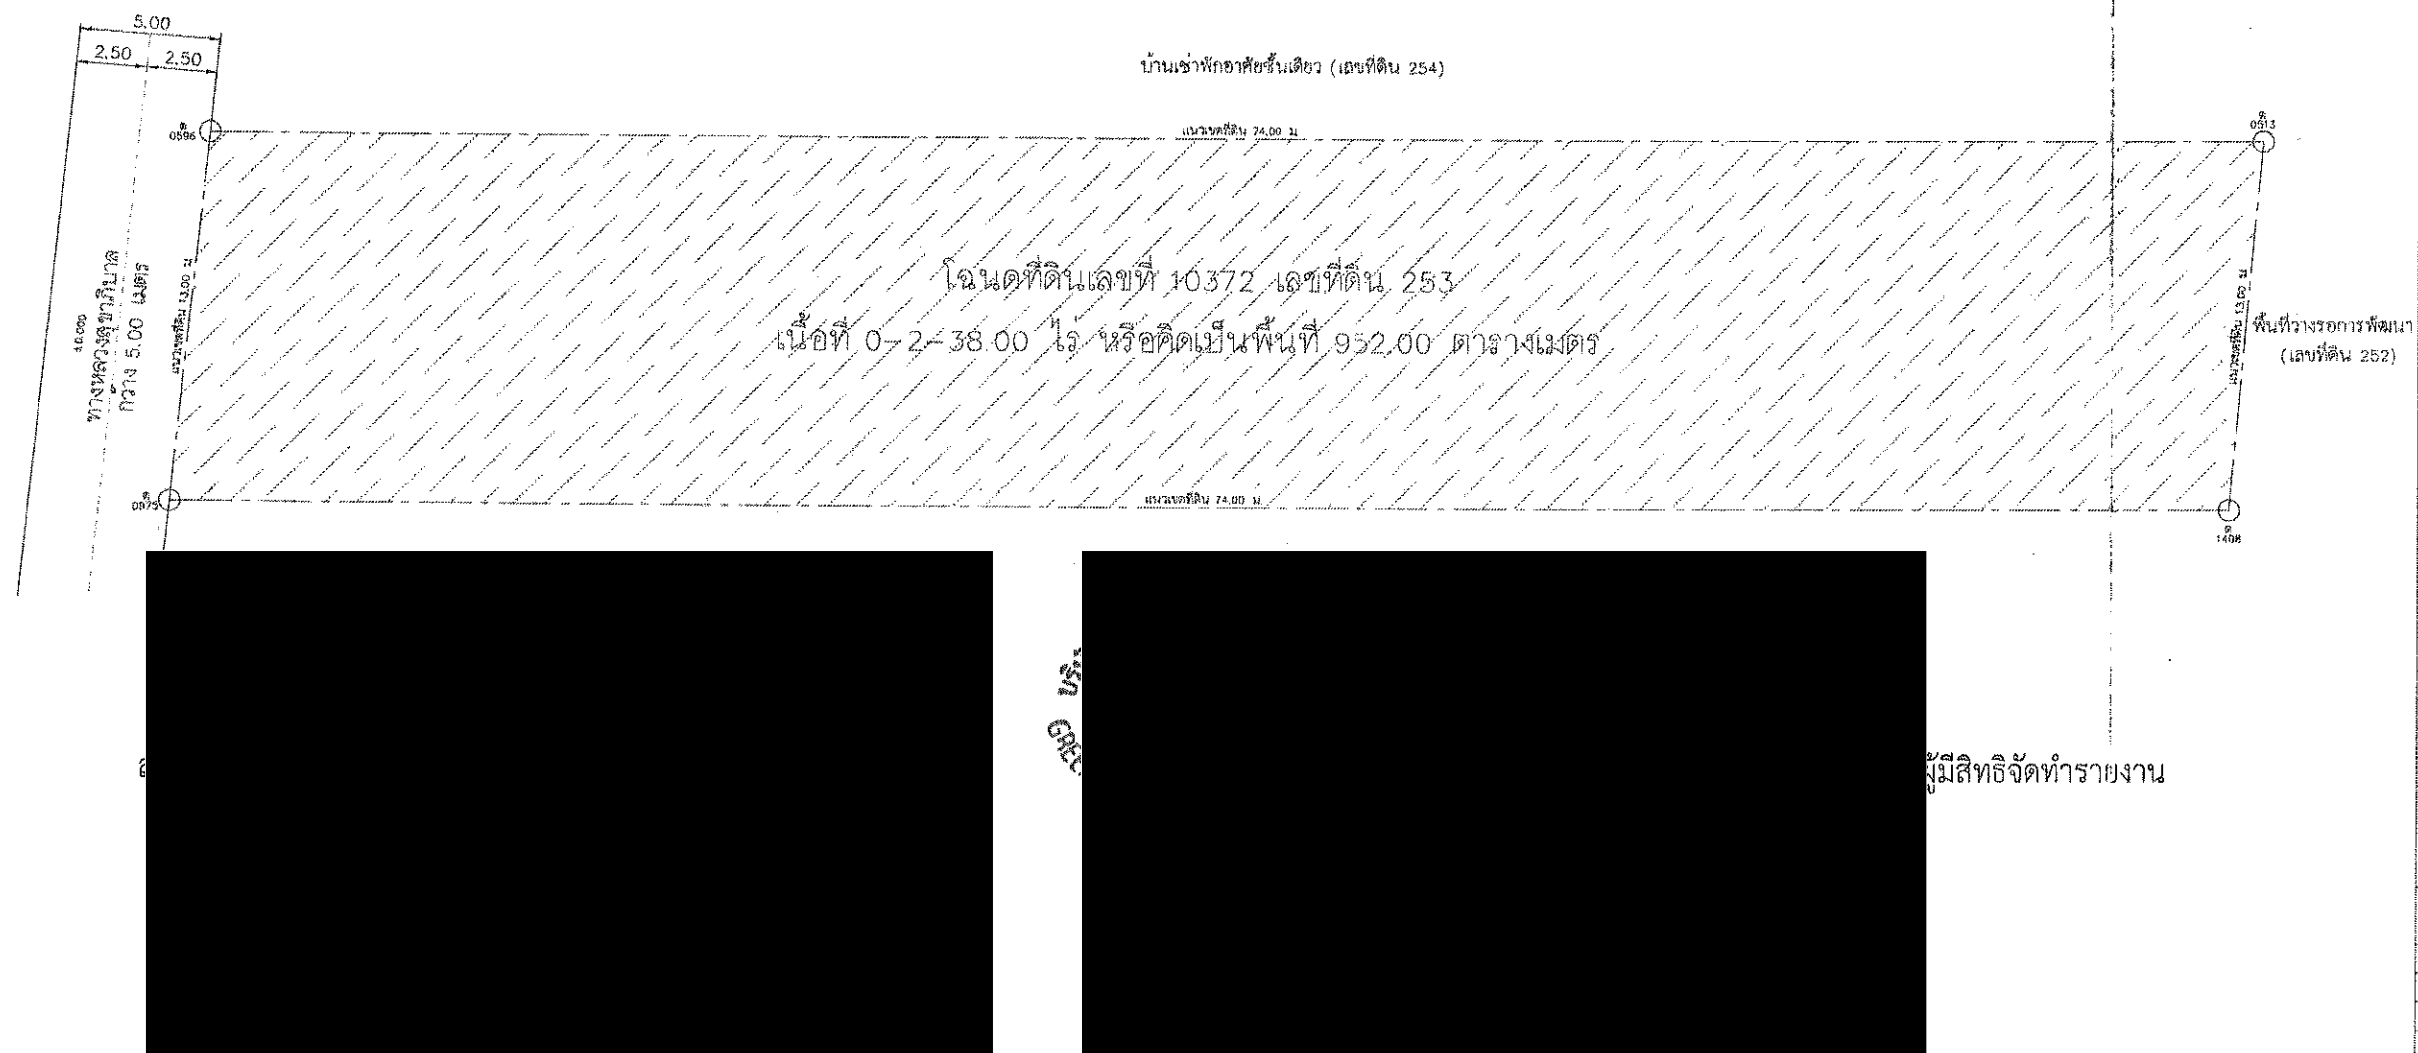 5.00
2.50 2.50
บ้านเช่าพักอาศัยชั้นเดียว (เลขที่ดิน 254)
0596
แนวเขตที่ดิน 74.00 ม
0513
โฉนดที่ดินเลขที่ 10372 เลขที่ดิน 253
เนื้อที่ 0-2-38.00 ไร่ หรือคิดเป็นพื้นที่ 952.00 ตารางเมตร
±0.000
ทางหลวงสุขาภิบาล
กว้าง 5.00 เมตร
แนวเขตที่ดิน 13.00 ม
แนวเขตที่ดิน 13.00 ม
พื้นที่ว่างรอการพัฒนา
(เลขที่ดิน 252)
แนวเขตที่ดิน 74.00 ม
1408
ผู้มีสิทธิจัดทำรายงาน